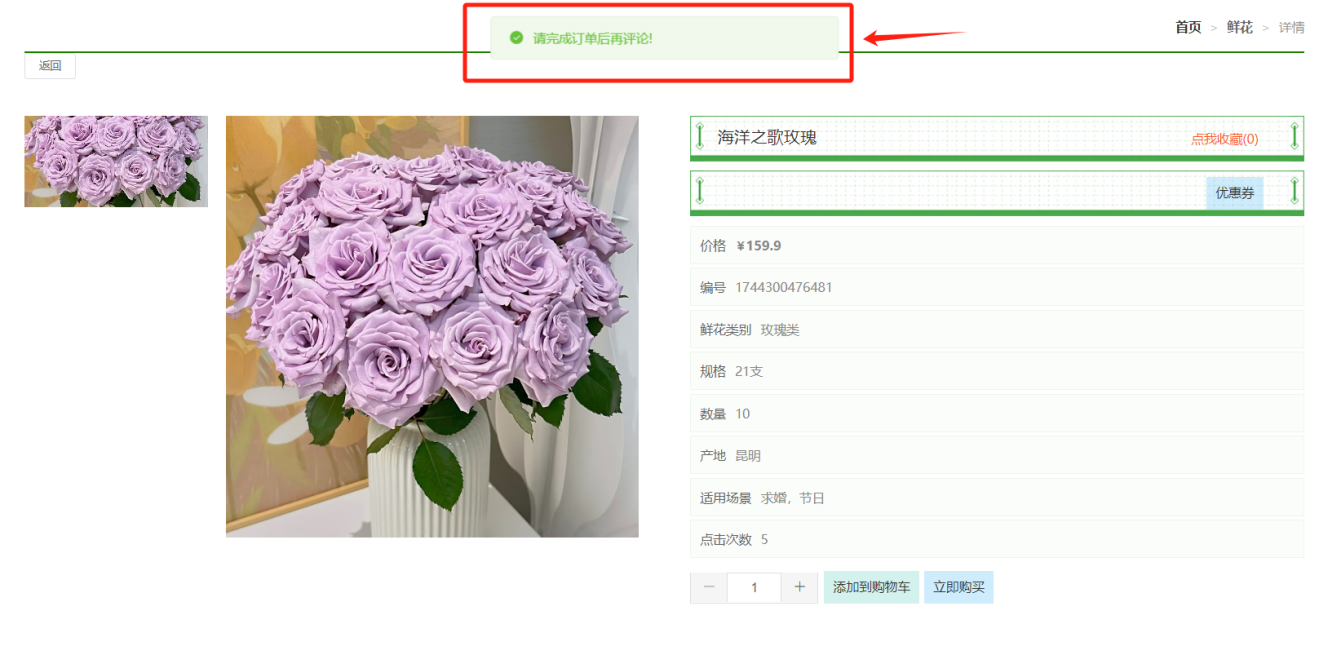 请完成订单后再评论!
首页 > 鲜花 > 详情
返回
海洋之歌玫瑰
点我收藏(0)
优惠券
价格 ¥159.9
编号 1744300476481
鲜花类别 玫瑰类
规格 21支
数量 10
产地 昆明
适用场景 求婚，节日
点击次数 5
— 1 + 添加到购物车 立即购买